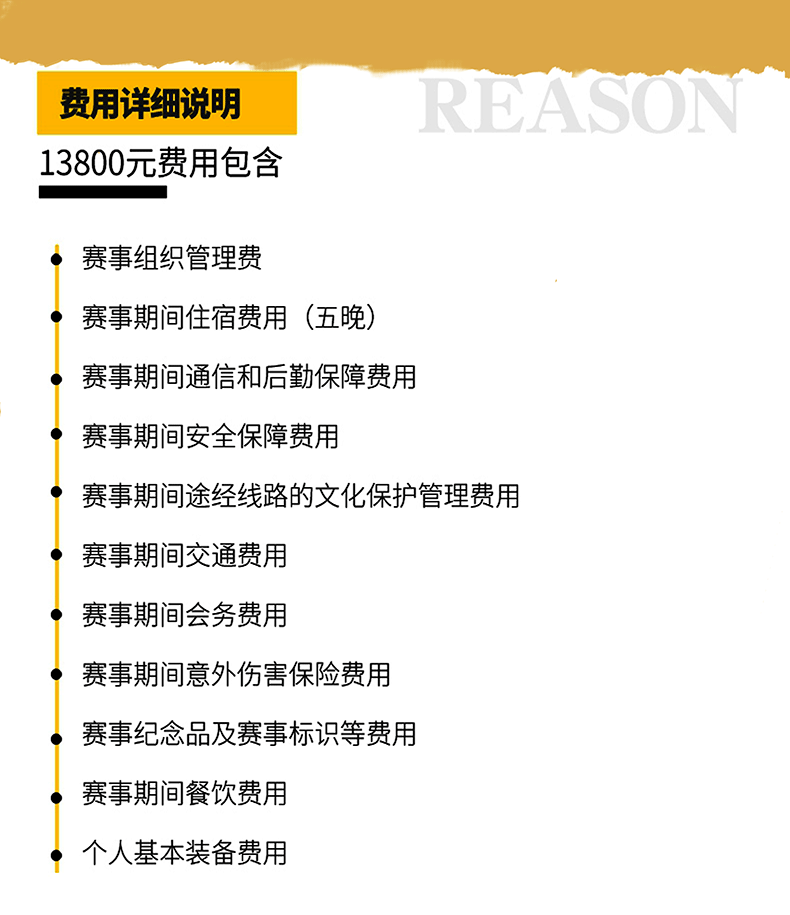 费用详细说明
REASON
13800元费用包含
赛事组织管理费
赛事期间住宿费用（五晚）
赛事期间通信和后勤保障费用
赛事期间安全保障费用
赛事期间途经线路的文化保护管理费用
赛事期间交通费用
赛事期间会务费用
赛事期间意外伤害保险费用
赛事纪念品及赛事标识等费用
赛事期间餐饮费用
个人基本装备费用